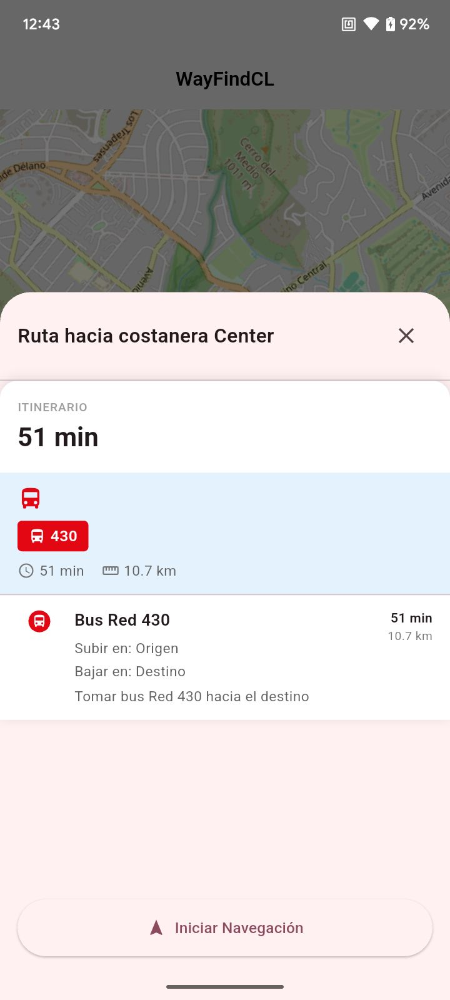 12:43
92%
WayFindCL
Los Trapenses
de Délano
Cerro del
Medio
1011 m
Avenida
Aveni
ino Central
Ruta hacia costanera Center
ITINERARIO
51 min
430
51 min
10.7 km
Bus Red 430
51 min
10.7 km
Subir en: Origen
Bajar en: Destino
Tomar bus Red 430 hacia el destino
Iniciar Navegación